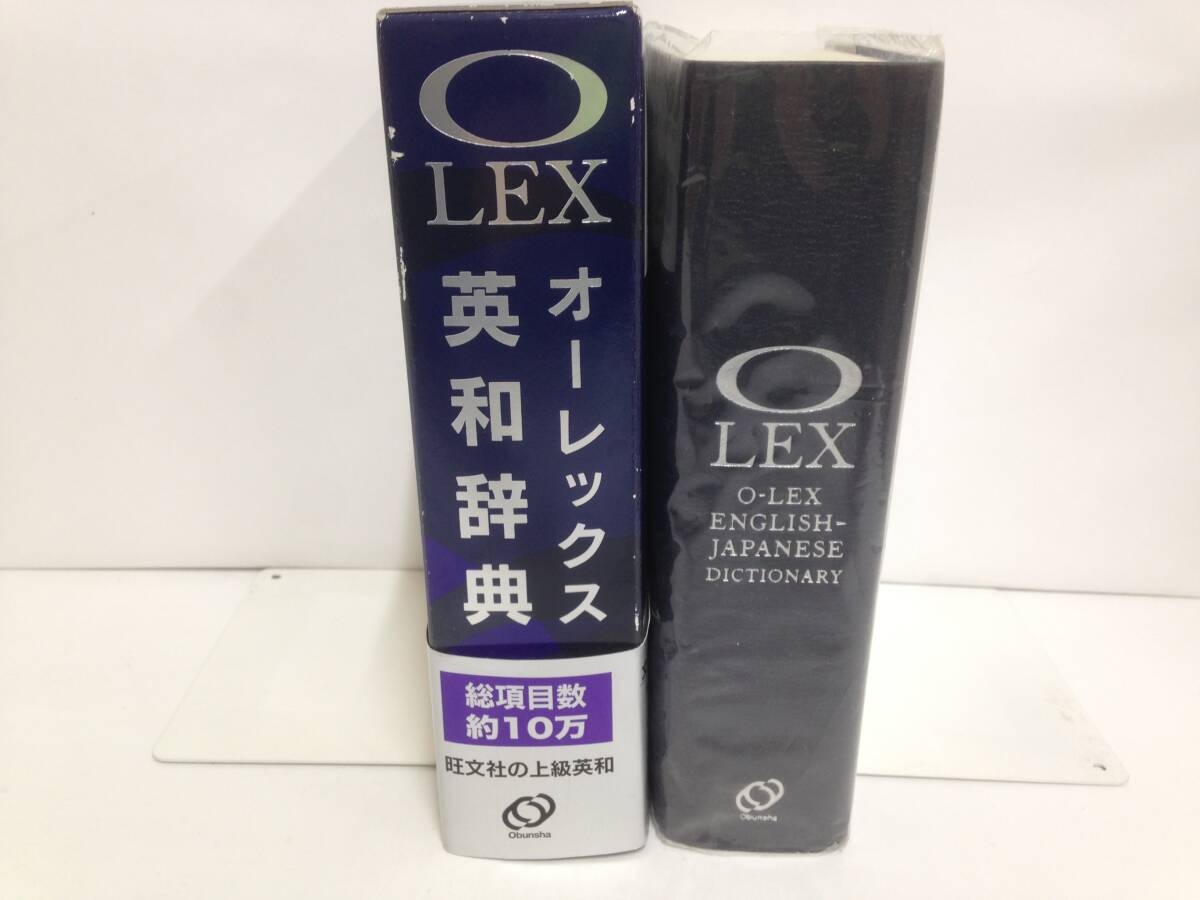 O
LEX
オーレックス
英和辞典
総項目数
約10万
旺文社の上級英和
Obunsha
O
LEX
O-LEX
ENGLISH-
JAPANESE
DICTIONARY
Obunsha